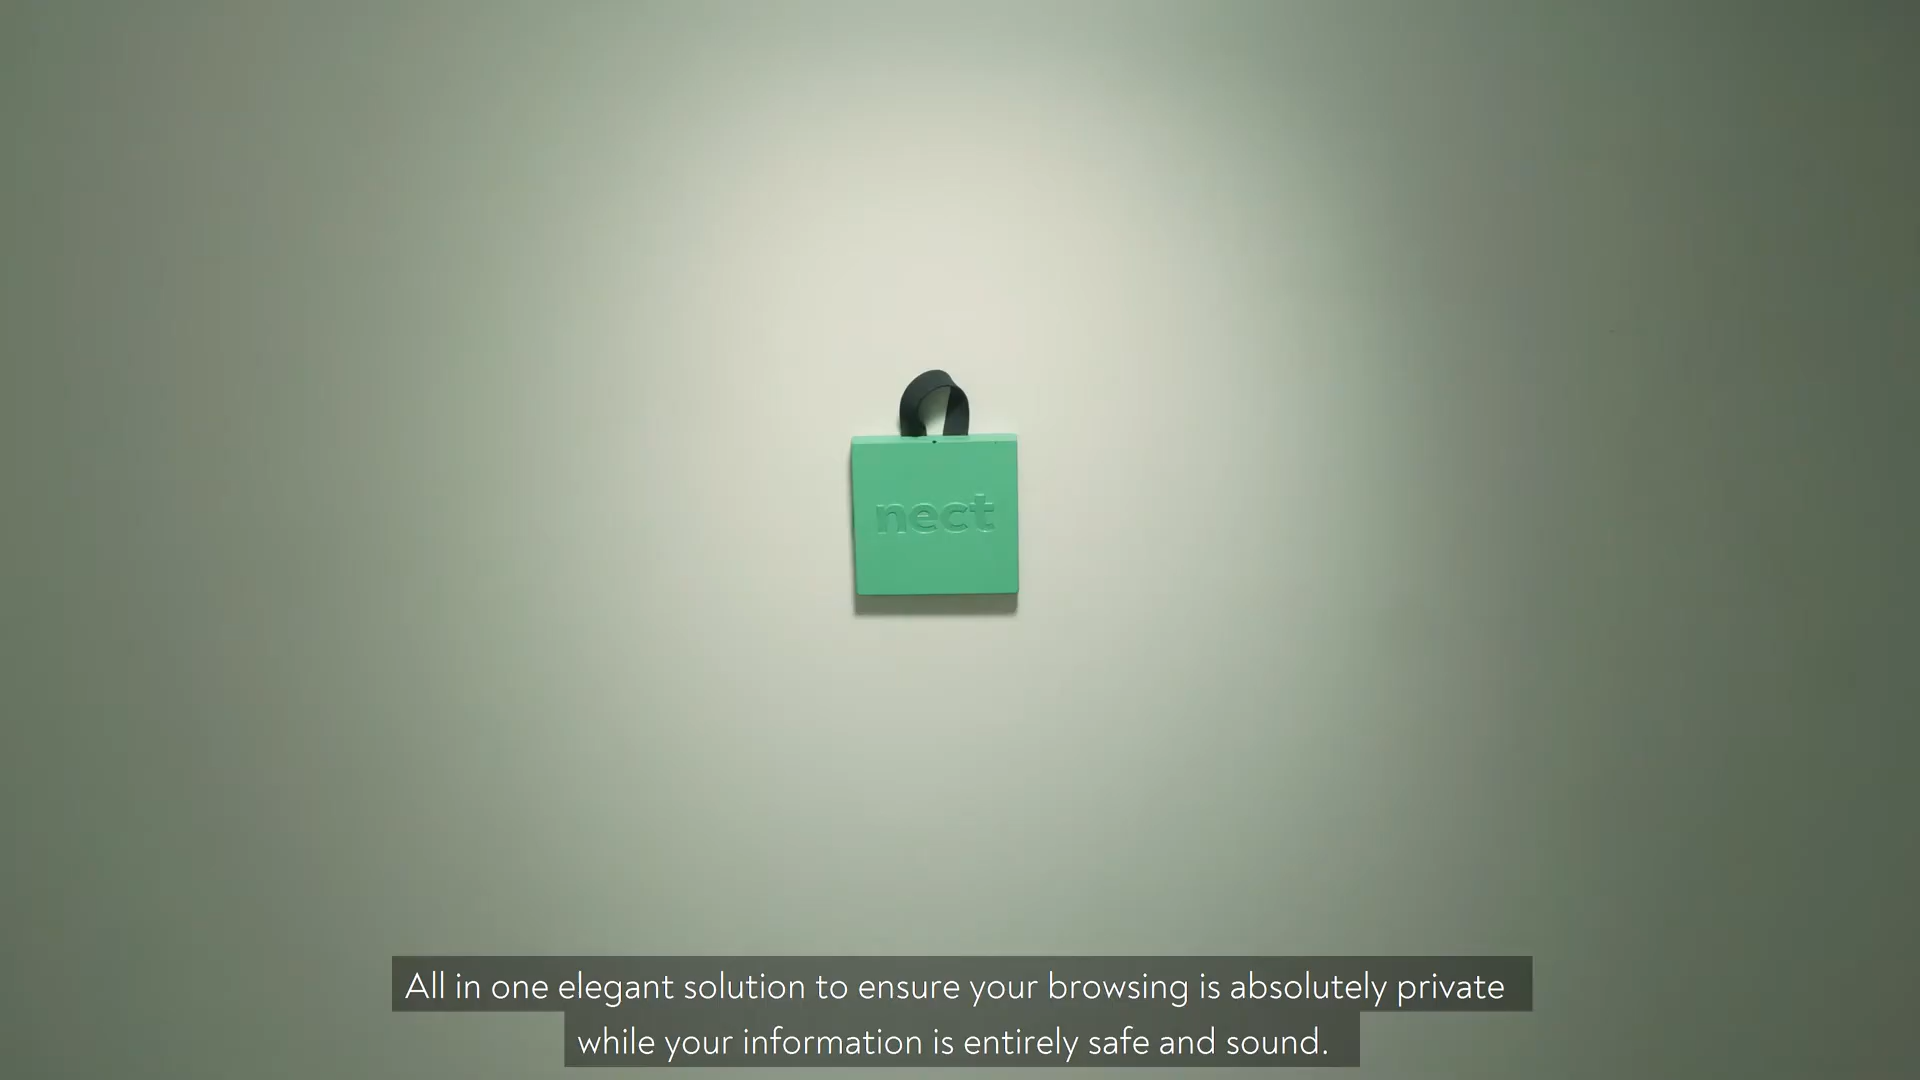 nect
All in one elegant solution to ensure your browsing is absolutely private
while your information is entirely safe and sound.